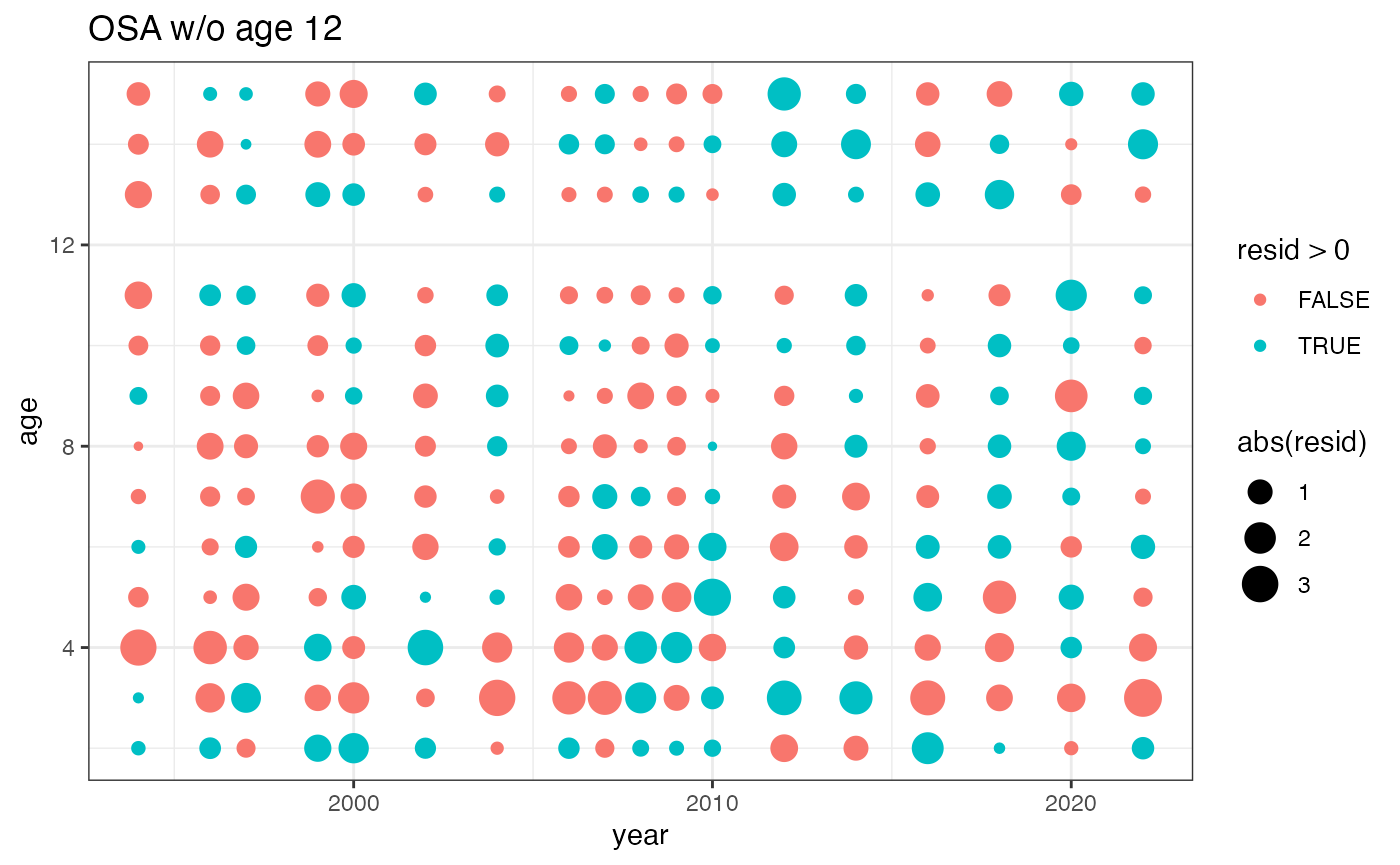 OSA w/o age 12
12
8
4
age
2000 2010 2020
year
resid > 0
FALSE
TRUE
abs(resid)
1
2
3